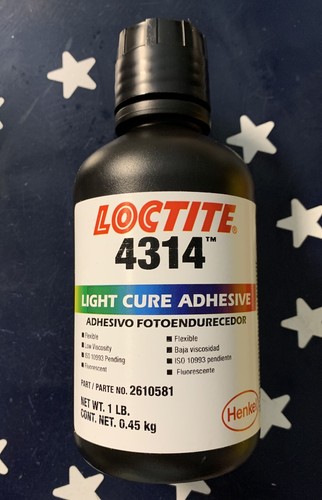 LOCTITE®
4314™
LIGHT CURE ADHESIVE
ADHESIVO FOTOENDURECEDOR
■ Flexible ■ Flexible
■ Low Viscosity ■ Baja viscosidad
■ ISO 10993 Pending ■ ISO 10993 pendiente
■ Fluorescent ■ Fluorescente
PART / PARTE NO. 2610581
NET WT. 1 LB.
CONT. NET. 0.45 kg
Henkel